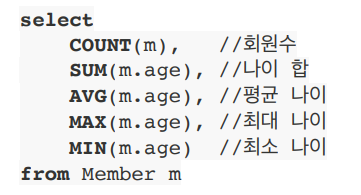 select
COUNT(m), //회원수
SUM(m.age), //나이 합
AVG(m.age), //평균 나이
MAX(m.age), //최대 나이
MIN(m.age) //최소 나이
from Member m